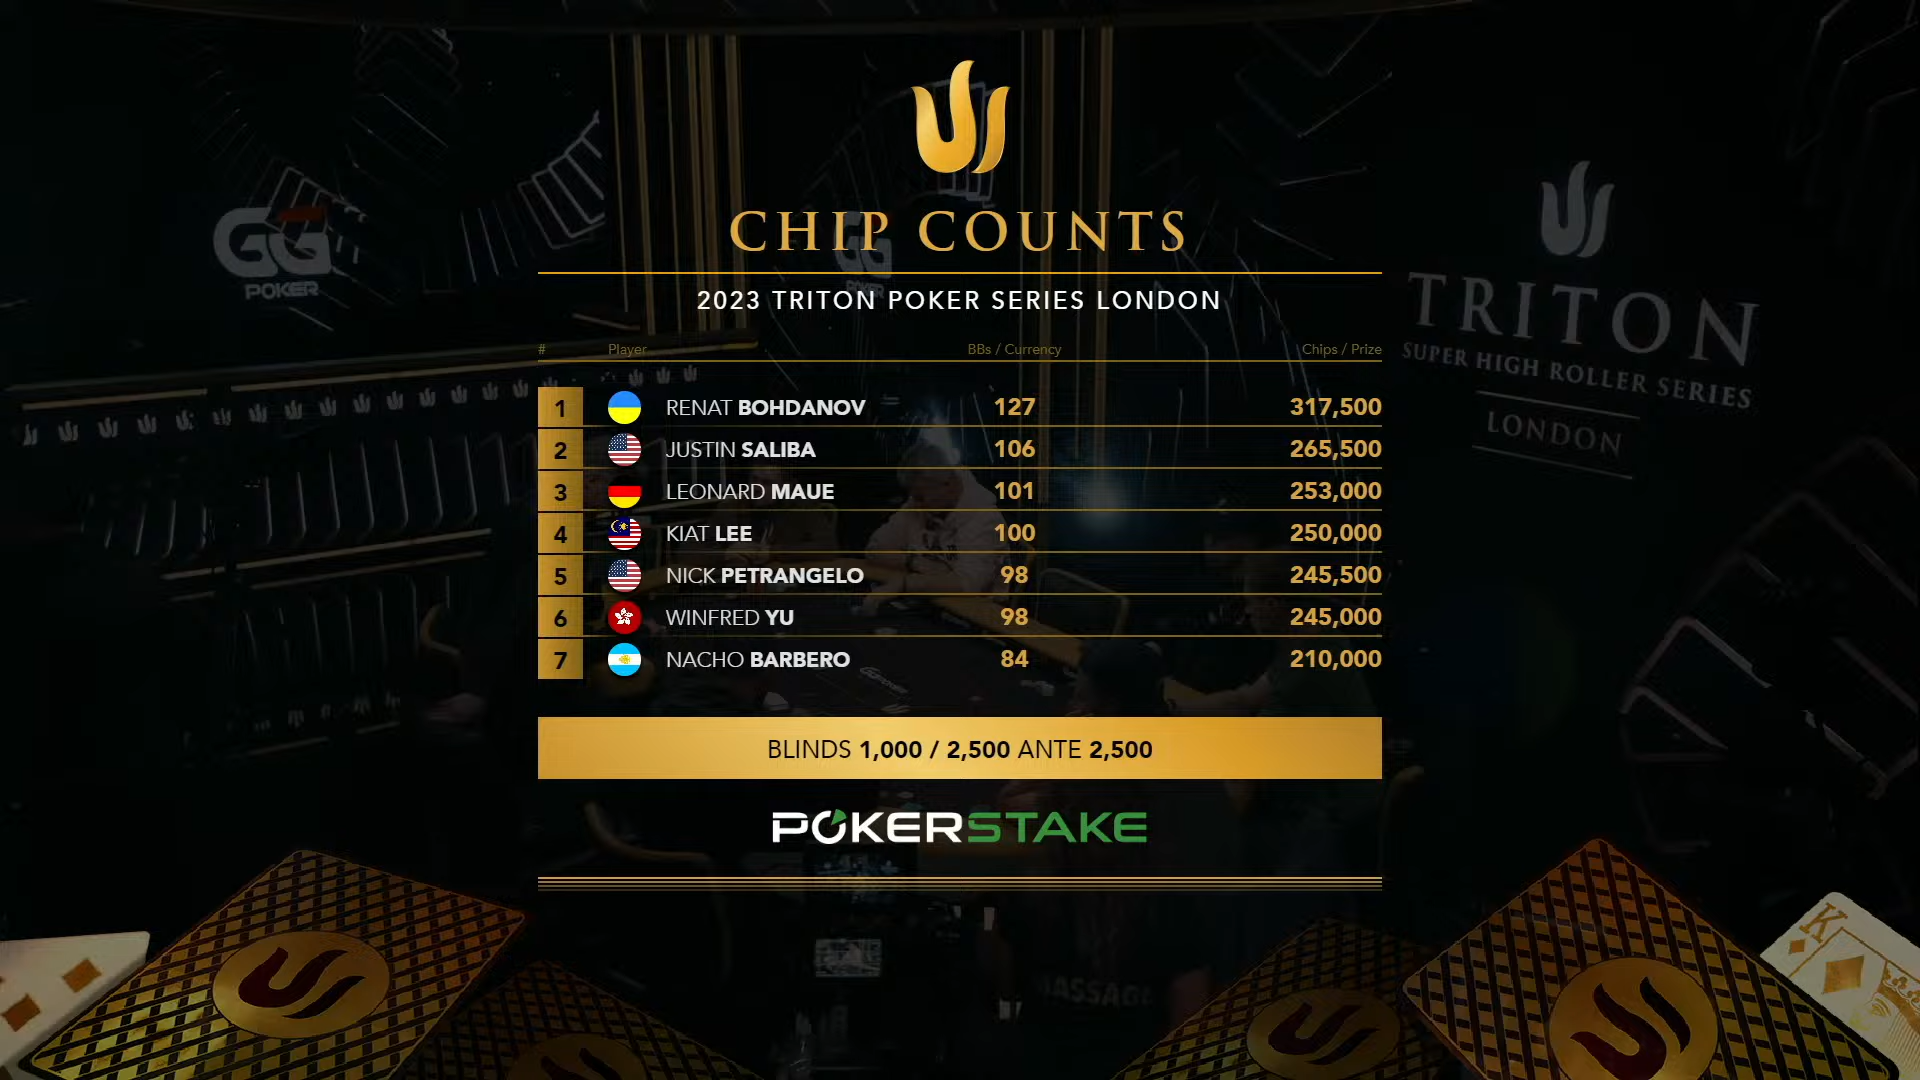 CHIP COUNTS
2023 TRITON POKER SERIES LONDON
# Player BBs / Currency Chips / Prize
1 RENAT BOHDANOV 127 317,500
2 JUSTIN SALIBA 106 265,500
3 LEONARD MAUE 101 253,000
4 KIAT LEE 100 250,000
5 NICK PETRANGELO 98 245,500
6 WINFRED YU 98 245,000
7 NACHO BARBERO 84 210,000
BLINDS 1,000 / 2,500 ANTE 2,500
POKERSTAKE
GG
POKER
GG
TRITON
SUPER HIGH ROLLER SERIES
LONDON
MASSAGE
K